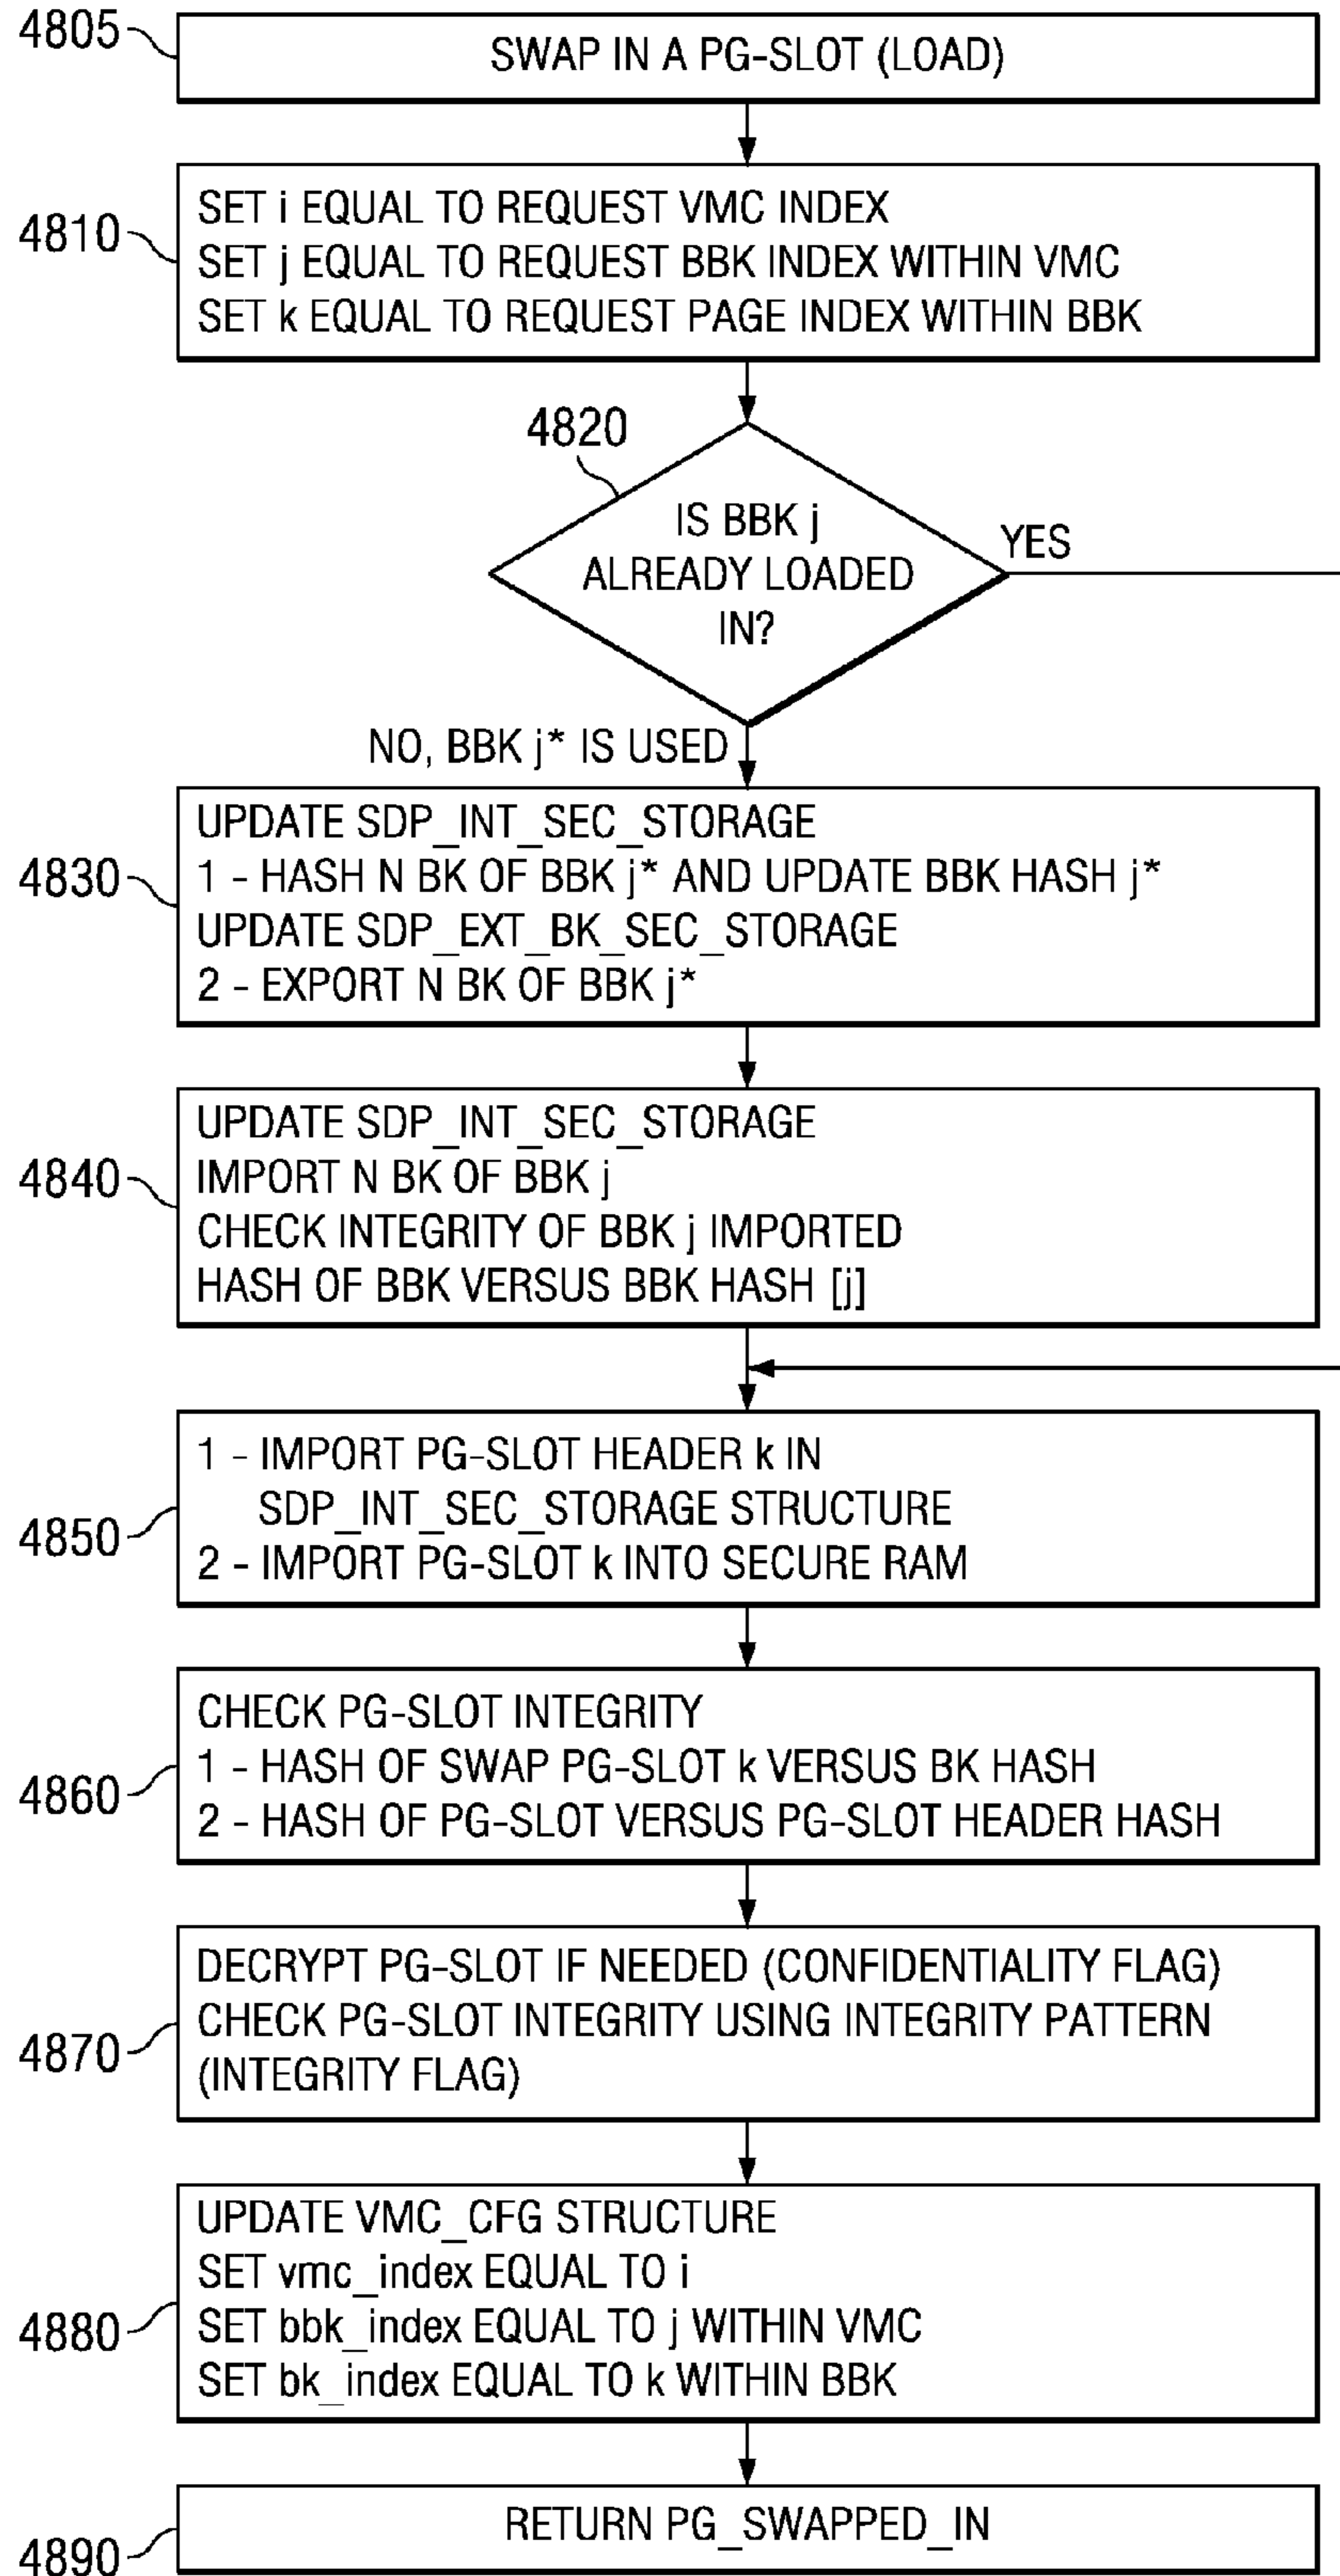 4805
SWAP IN A PG-SLOT (LOAD)
4810
SET i EQUAL TO REQUEST VMC INDEX
SET j EQUAL TO REQUEST BBK INDEX WITHIN VMC
SET k EQUAL TO REQUEST PAGE INDEX WITHIN BBK
4820
IS BBK j
ALREADY LOADED
IN?
YES
NO, BBK j* IS USED
4830
UPDATE SDP_INT_SEC_STORAGE
1 - HASH N BK OF BBK j* AND UPDATE BBK HASH j*
UPDATE SDP_EXT_BK_SEC_STORAGE
2 - EXPORT N BK OF BBK j*
4840
UPDATE SDP_INT_SEC_STORAGE
IMPORT N BK OF BBK j
CHECK INTEGRITY OF BBK j IMPORTED
HASH OF BBK VERSUS BBK HASH [j]
4850
1 - IMPORT PG-SLOT HEADER k IN
SDP_INT_SEC_STORAGE STRUCTURE
2 - IMPORT PG-SLOT k INTO SECURE RAM
4860
CHECK PG-SLOT INTEGRITY
1 - HASH OF SWAP PG-SLOT k VERSUS BK HASH
2 - HASH OF PG-SLOT VERSUS PG-SLOT HEADER HASH
4870
DECRYPT PG-SLOT IF NEEDED (CONFIDENTIALITY FLAG)
CHECK PG-SLOT INTEGRITY USING INTEGRITY PATTERN
(INTEGRITY FLAG)
4880
UPDATE VMC_CFG STRUCTURE
SET vmc_index EQUAL TO i
SET bbk_index EQUAL TO j WITHIN VMC
SET bk_index EQUAL TO k WITHIN BBK
4890
RETURN PG_SWAPPED_IN